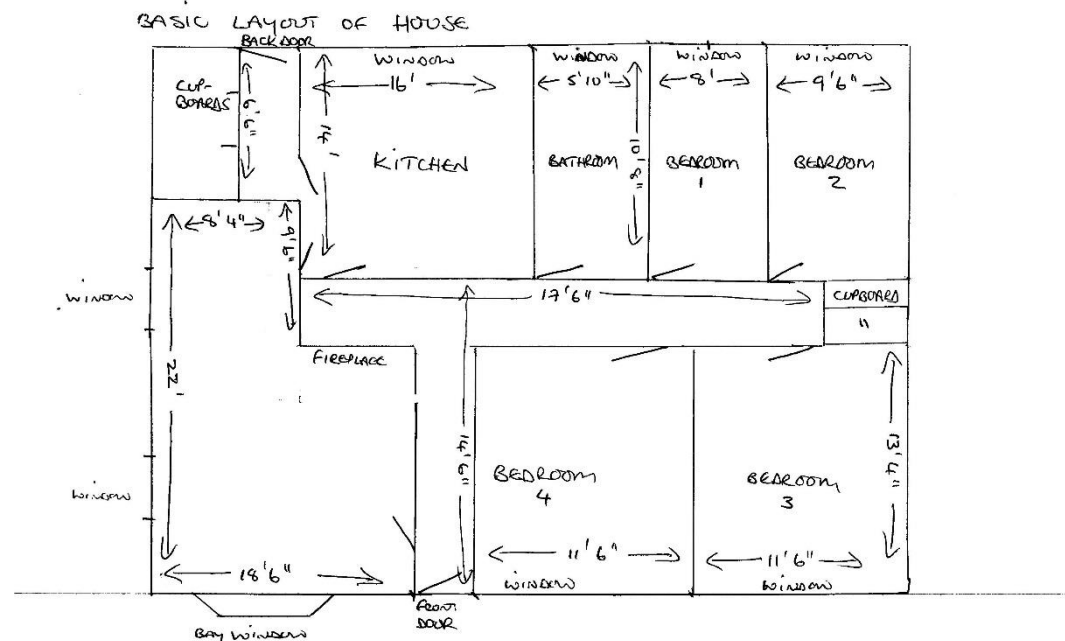 BASIC LAYOUT OF HOUSE
BACK DOOR
WINDOW
WINDOW
WINDOW
WINDOW
CUP-
BOARDS
6'6"
16'
5'10"
8'
9'6"
14'
10'8"
KITCHEN
BATHROOM
BEDROOM
1
BEDROOM
2
8'4"
9'6"
WINDOW
17'6"
CUPBOARD
"
FIREPLACE
22'
14'6"
13'4"
WINDOW
BEDROOM
4
BEDROOM
3
18'6"
11'6"
11'6"
WINDOW
WINDOW
FRONT
DOOR
BAY WINDOW